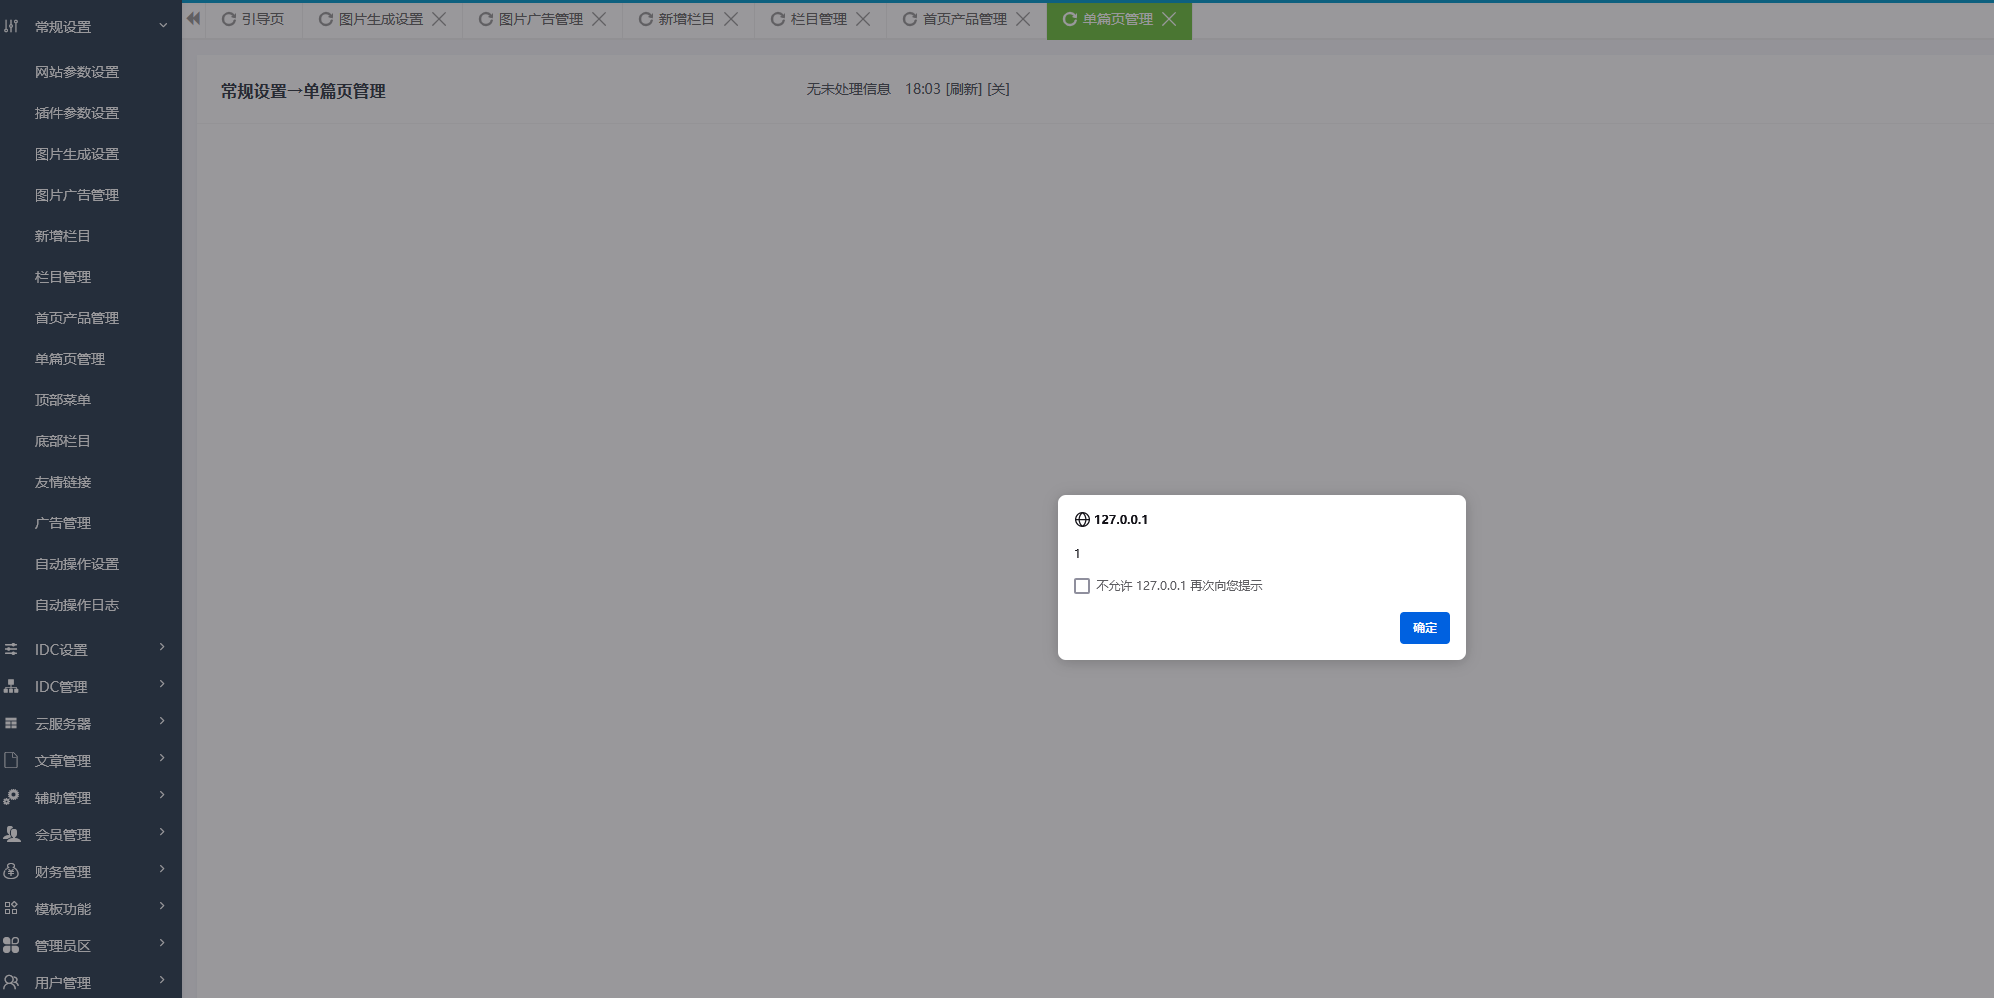 常规设置
网站参数设置
插件参数设置
图片生成设置
图片广告管理
新增栏目
栏目管理
首页产品管理
单篇页管理
顶部菜单
底部栏目
友情链接
广告管理
自动操作设置
自动操作日志
IDC设置
IDC管理
云服务器
文章管理
辅助管理
会员管理
财务管理
模板功能
管理员区
用户管理
引导页 图片生成设置 图片广告管理 新增栏目 栏目管理 首页产品管理 单篇页管理
常规设置→单篇页管理 无未处理信息 18:03 [刷新] [关]
127.0.0.1
1
不允许 127.0.0.1 再次向您提示
确定